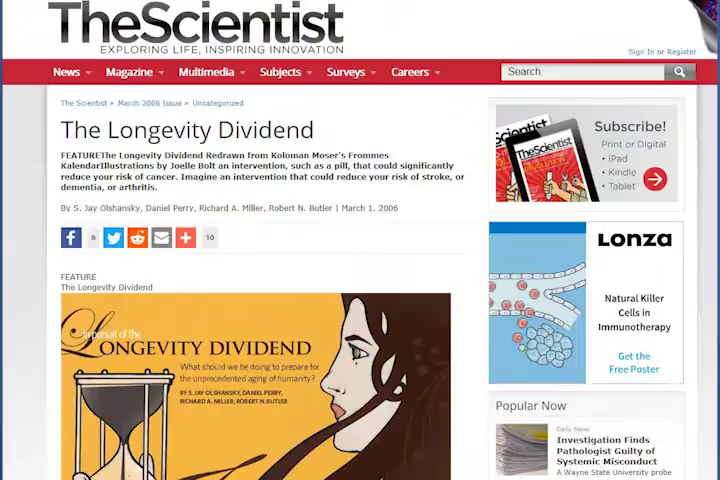 TheScientist
EXPLORING LIFE, INSPIRING INNOVATION
Sign In or Register
News Magazine Multimedia Subjects Surveys Careers Search
The Scientist » March 2006 Issue » Uncategorized
The Longevity Dividend
FEATUREThe Longevity Dividend Redrawn from Koloman Moser's Frommes
KalendarIllustrations by Joelle Bolt an intervention, such as a pill, that could significantly
reduce your risk of cancer. Imagine an intervention that could reduce your risk of stroke, or
dementia, or arthritis.
By S. Jay Olshansky, Daniel Perry, Richard A. Miller, Robert N. Butler | March 1, 2006
9 10
FEATURE
The Longevity Dividend
in pursuit of the
LONGEVITY DIVIDEND
What should we be doing to prepare for
the unprecedented aging of humanity?
BY S. JAY OLSHANSKY, DANIEL PERRY,
RICHARD A. MILLER, ROBERT N. BUTLER
Scientist
TheScientist
Subscribe!
Print or Digital
• iPad
• Kindle
• Tablet
Lonza
Natural Killer
Cells in
Immunotherapy
Get the
Free Poster
Popular Now
Daily News
Investigation Finds
Pathologist Guilty of
Systemic Misconduct
A Wayne State University probe